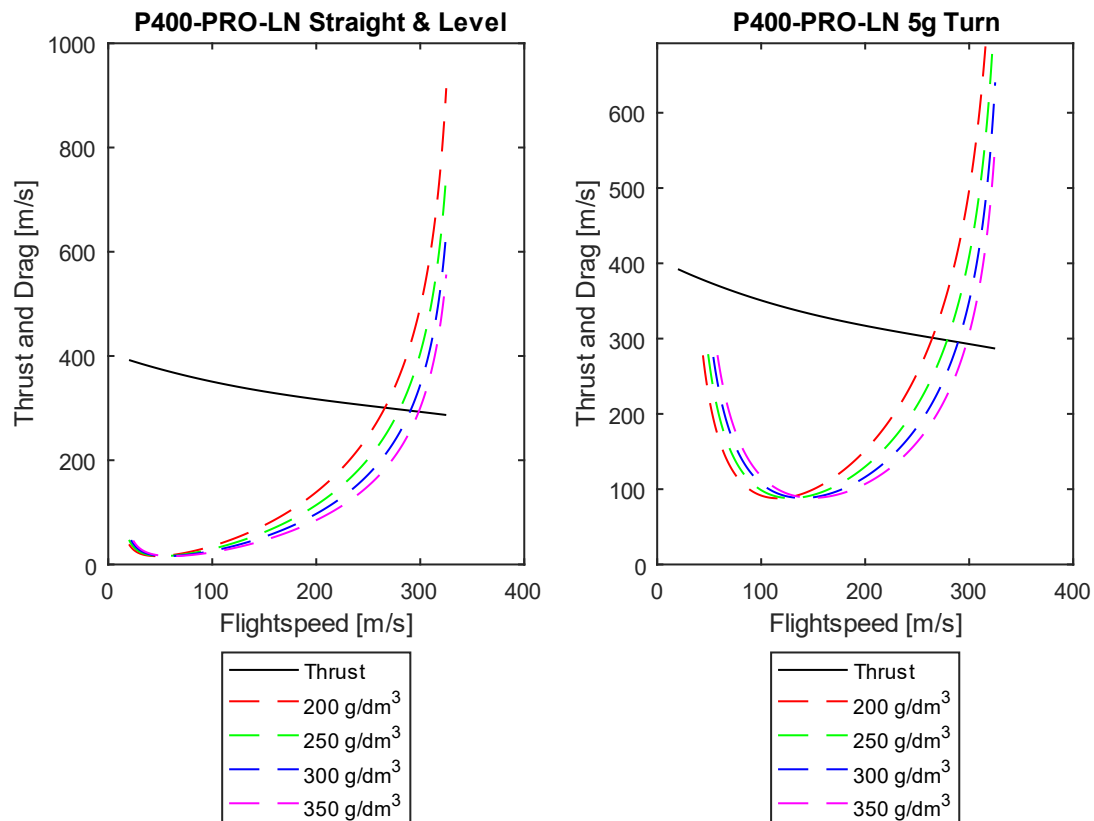 P400-PRO-LN Straight & Level
Thrust and Drag [m/s]
1000
800
600
400
200
0
0 100 200 300 400
Flightspeed [m/s]
Thrust
200 g/dm³
250 g/dm³
300 g/dm³
350 g/dm³
P400-PRO-LN 5g Turn
Thrust and Drag [m/s]
600
500
400
300
200
100
0
0 100 200 300 400
Flightspeed [m/s]
Thrust
200 g/dm³
250 g/dm³
300 g/dm³
350 g/dm³